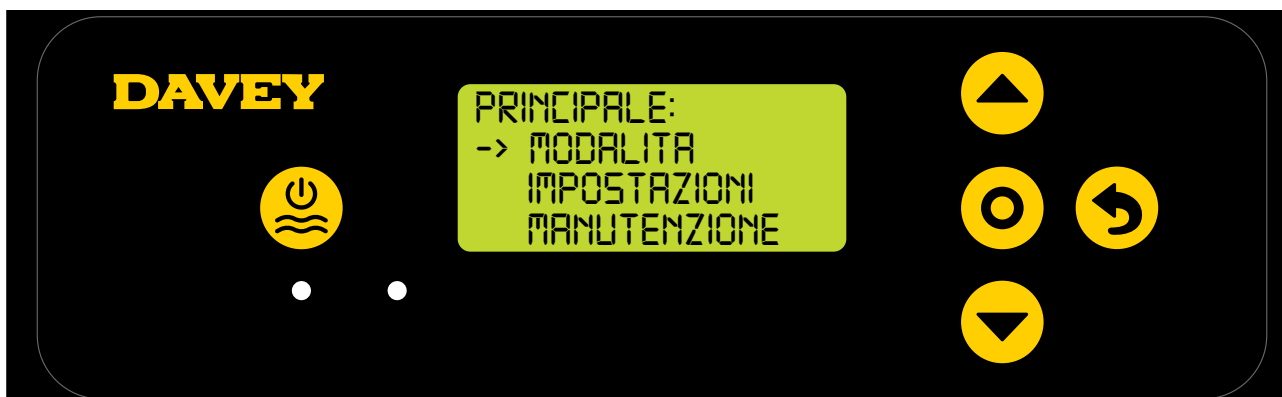 DAVEY
PRINCIPALE:
-> MODALITA
IMPOSTAZIONI
MANUTENZIONE